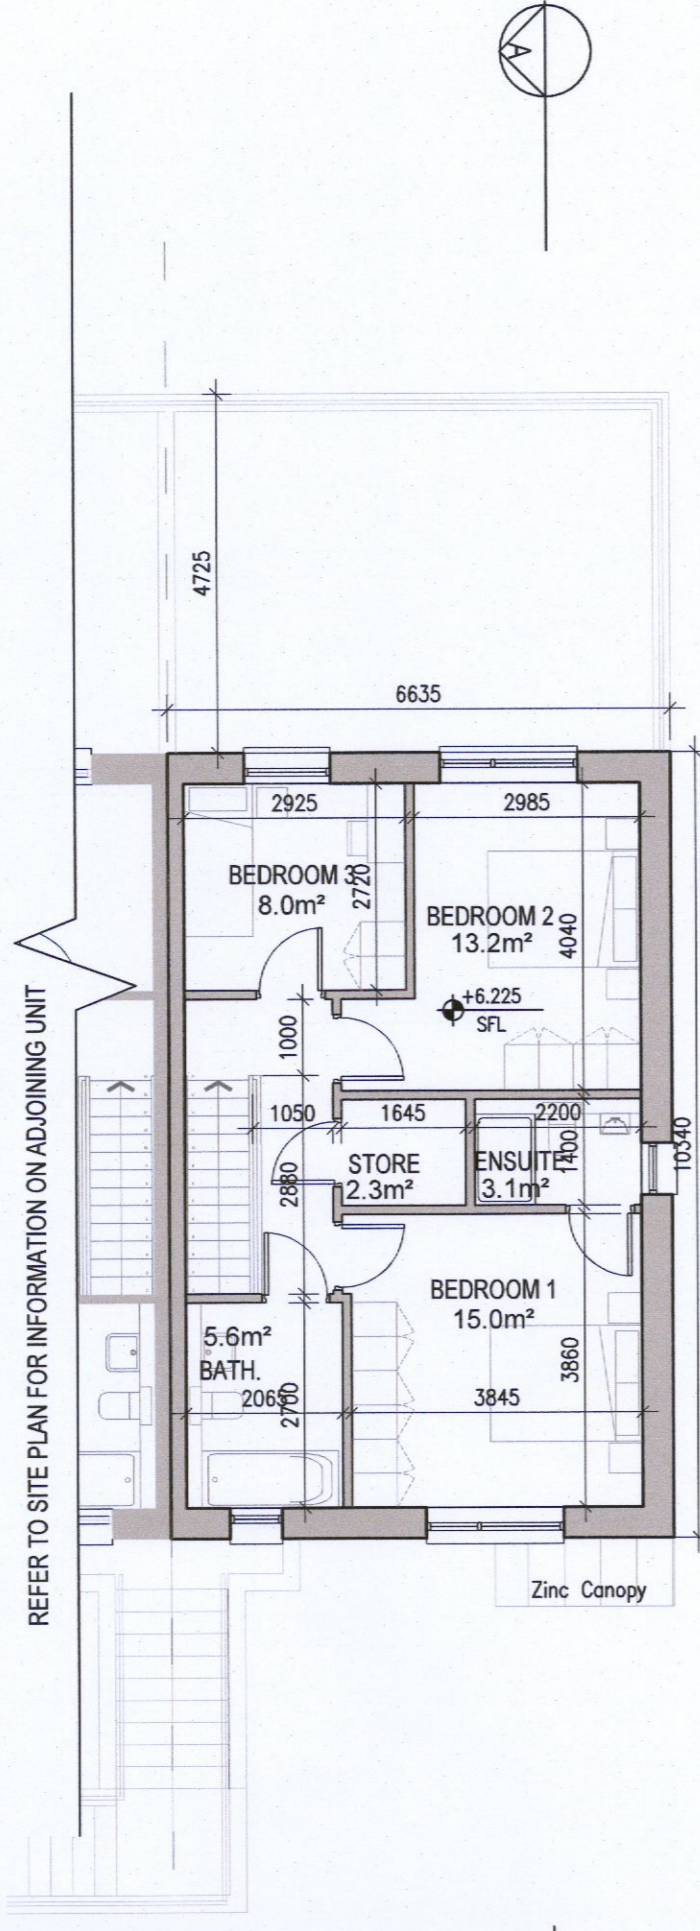 A
4725
6635
2925
2985
BEDROOM 3
8.0m²
2720
BEDROOM 2
13.2m²
4040
+6.225
SFL
1000
1050
1645
2200
STORE
2.3m²
ENSUITE
3.1m²
1400
10340
2880
BEDROOM 1
15.0m²
3860
5.6m²
BATH.
2065
2700
3845
Zinc Canopy
REFER TO SITE PLAN FOR INFORMATION ON ADJOINING UNIT